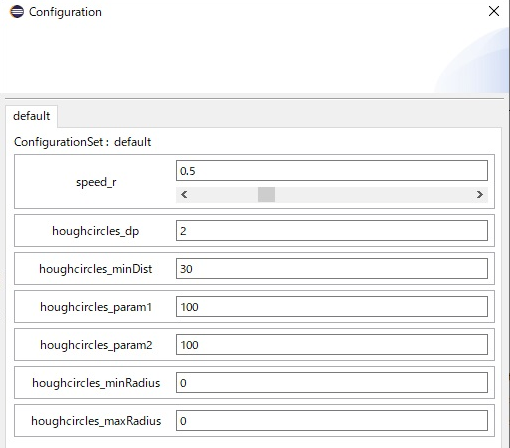 Configuration
default
ConfigurationSet : default
speed_r
0.5
houghcircles_dp
2
houghcircles_minDist
30
houghcircles_param1
100
houghcircles_param2
100
houghcircles_minRadius
0
houghcircles_maxRadius
0